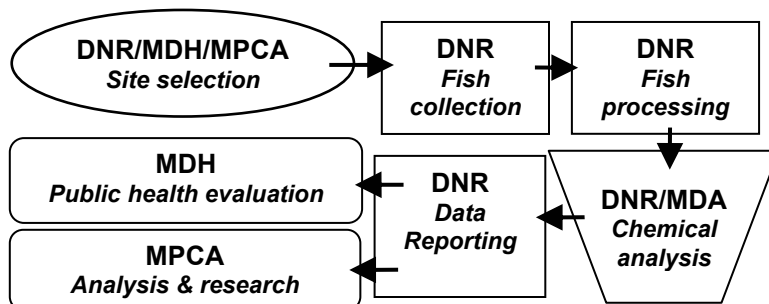 DNR/MDH/MPCA
Site selection
DNR
Fish
collection
DNR
Fish
processing
DNR/MDA
Chemical
analysis
DNR
Data
Reporting
MDH
Public health evaluation
MPCA
Analysis & research